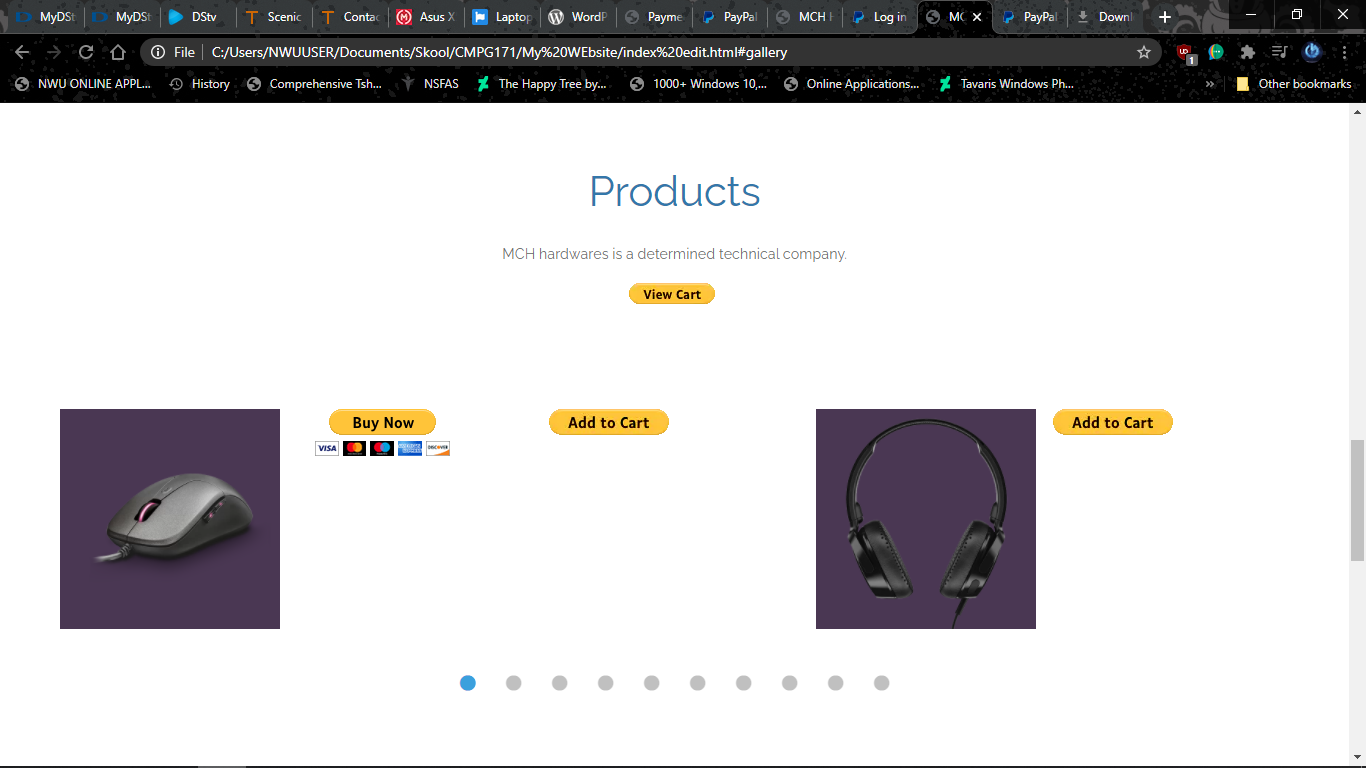 MyDSt MyDSt DStv Scenic Contac Asus X Laptop WordP Payme PayPal MCH H Log in MC PayPal Downl
File C:/Users/NWUUSER/Documents/Skool/CMPG171/My%20WEbsite/index%20edit.html#gallery
NWU ONLINE APPL... History Comprehensive Tsh... NSFAS The Happy Tree by... 1000+ Windows 10,... Online Applications... Tavaris Windows Ph... » Other bookmarks
Products
MCH hardwares is a determined technical company.
View Cart
Buy Now Add to Cart Add to Cart
VISA DISCOVER